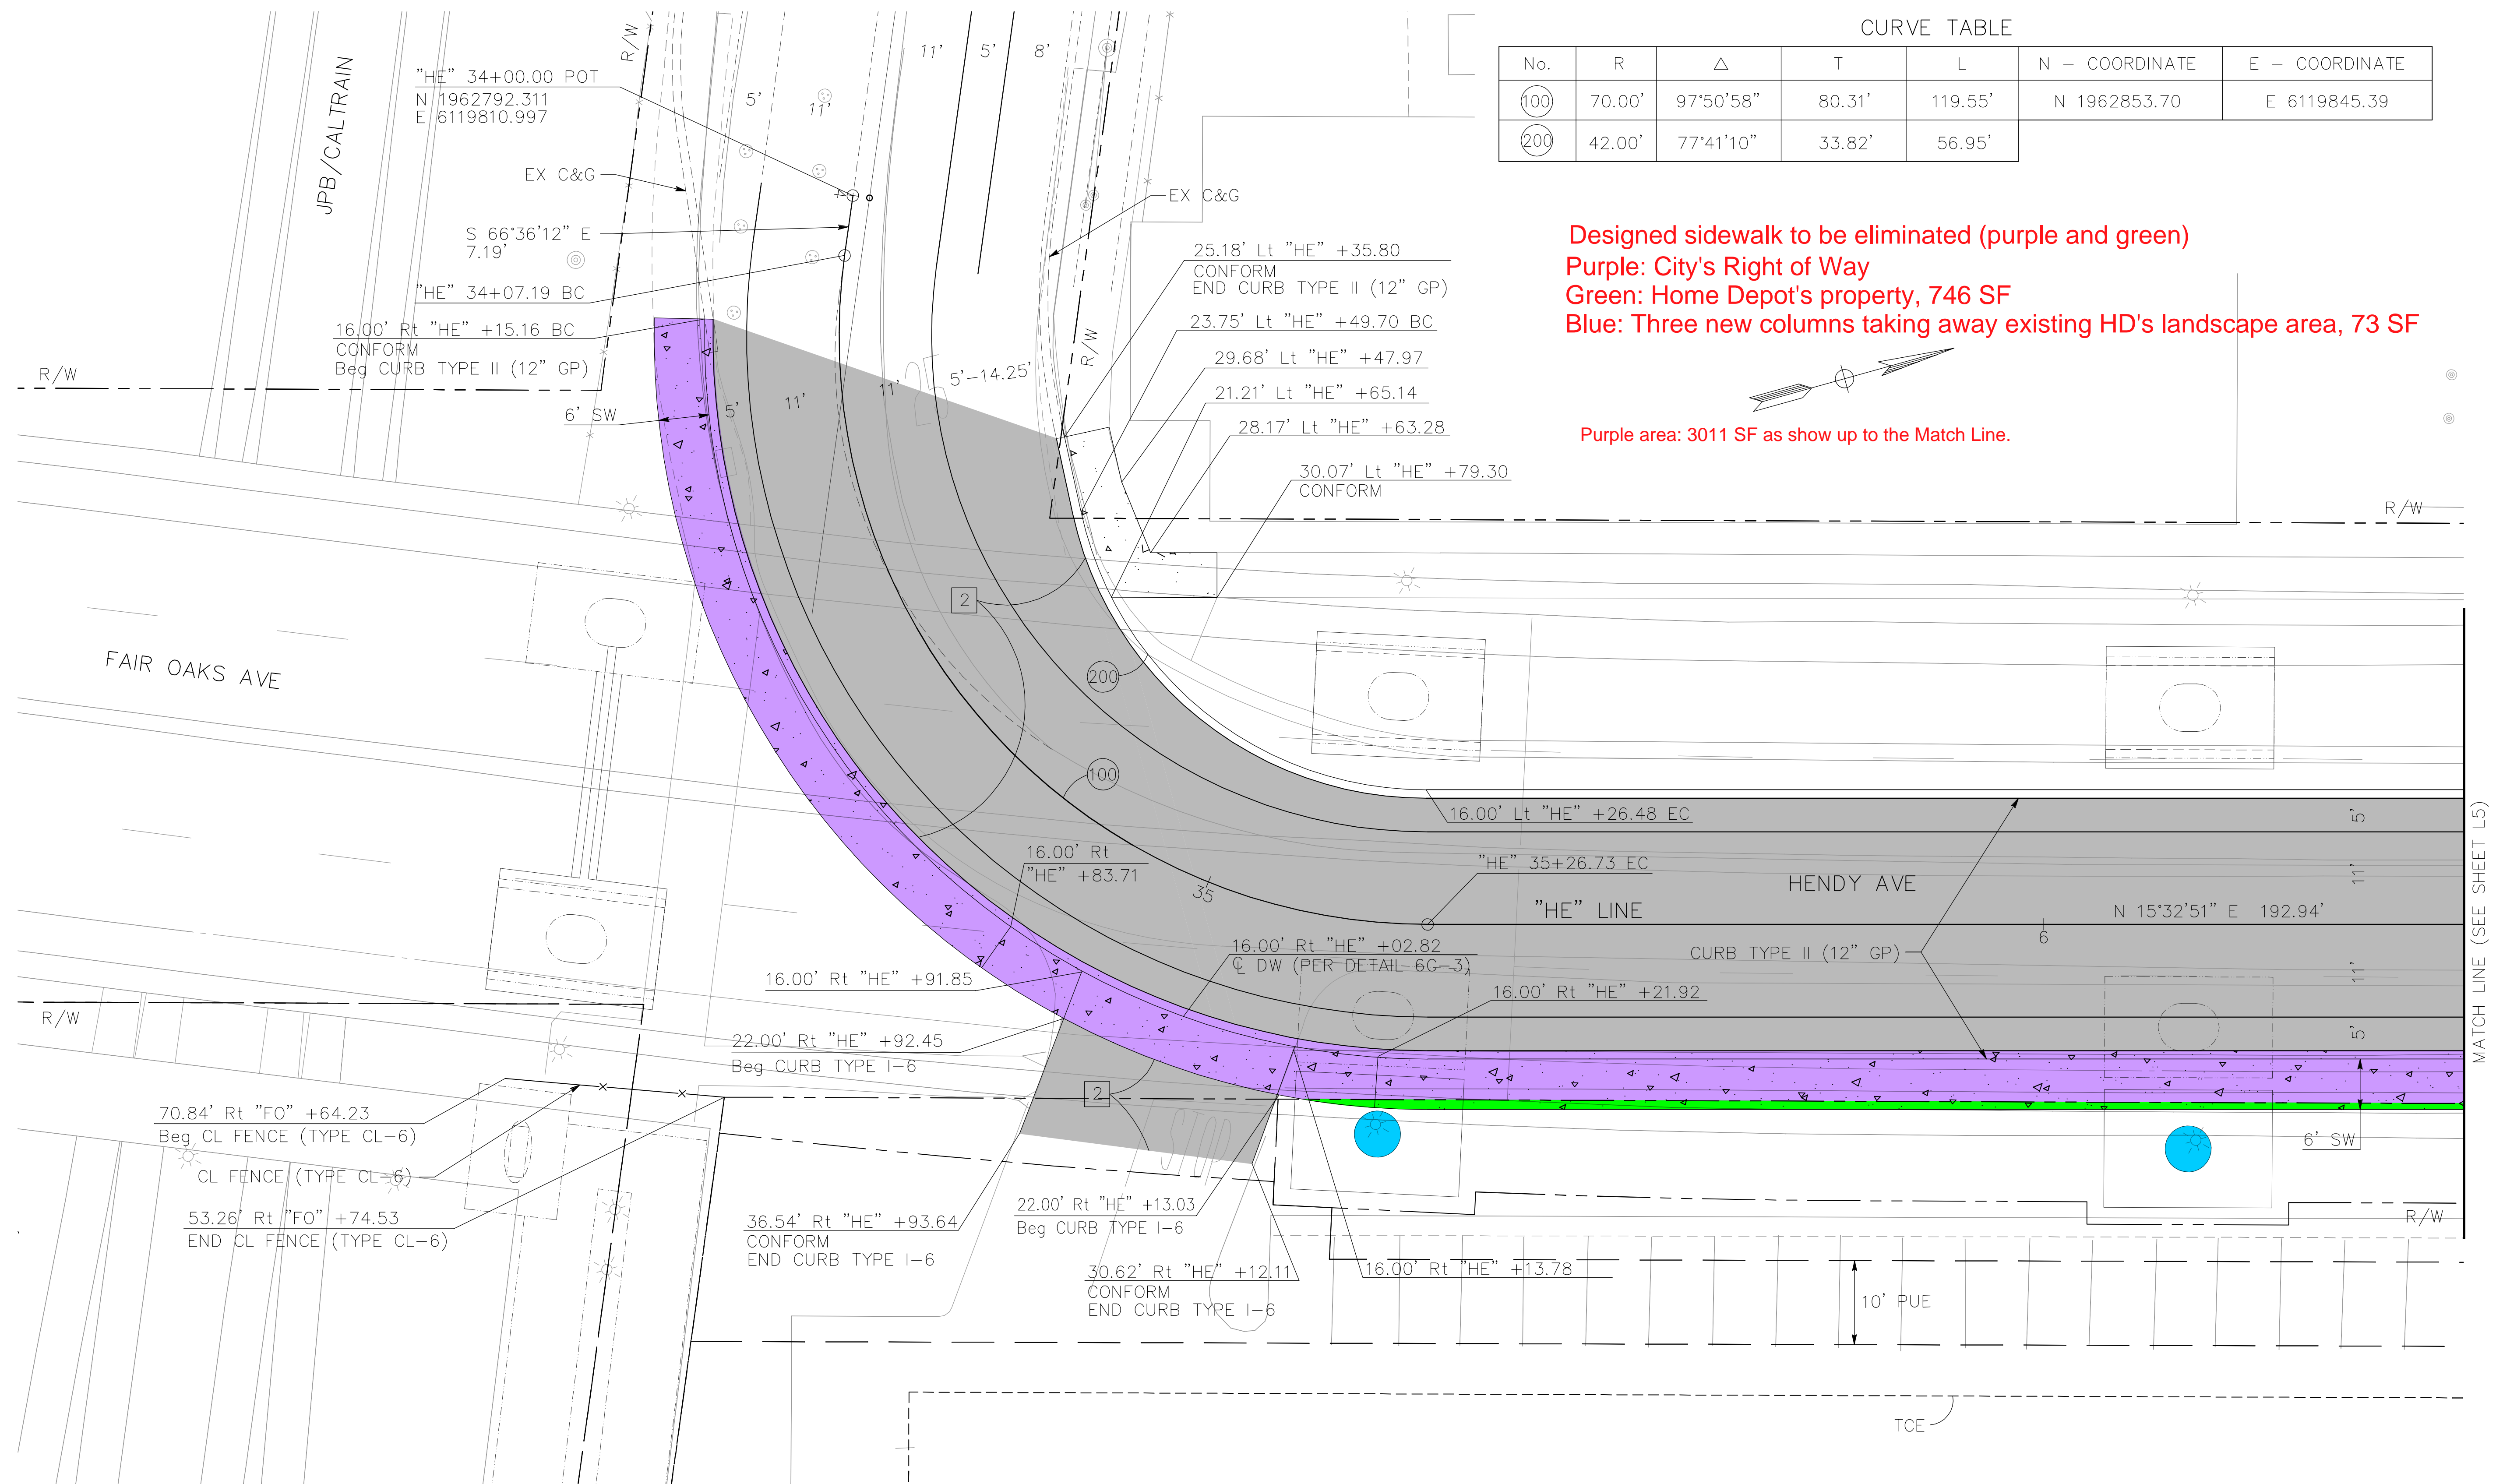 CURVE TABLE
No. R △ T L N – COORDINATE E – COORDINATE
100 70.00' 97°50'58" 80.31' 119.55' N 1962853.70 E 6119845.39
200 42.00' 77°41'10" 33.82' 56.95'
Designed sidewalk to be eliminated (purple and green)
Purple: City's Right of Way
Green: Home Depot's property, 746 SF
Blue: Three new columns taking away existing HD's landscape area, 73 SF
Purple area: 3011 SF as show up to the Match Line.
R/W
JPB/CALTRAIN
"HE" 34+00.00 POT
N 1962792.311
E 6119810.997
EX C&G
S 66°36'12" E
7.19'
"HE" 34+07.19 BC
16.00' Rt "HE" +15.16 BC
CONFORM
Beg CURB TYPE II (12" GP)
R/W
6' SW
5'
11'
11'
5'
8'
5'
11'
11'
5'-14.25'
EX C&G
R/W
25.18' Lt "HE" +35.80
CONFORM
END CURB TYPE II (12" GP)
23.75' Lt "HE" +49.70 BC
29.68' Lt "HE" +47.97
21.21' Lt "HE" +65.14
28.17' Lt "HE" +63.28
30.07' Lt "HE" +79.30
CONFORM
R/W
2
200
100
FAIR OAKS AVE
16.00' Lt "HE" +26.48 EC
"HE" 35+26.73 EC
HENDY AVE
"HE" LINE
N 15°32'51" E 192.94'
6
35
5'
11'
11'
5'
MATCH LINE (SEE SHEET L5)
CURB TYPE II (12" GP)
16.00' Rt
"HE" +83.71
16.00' Rt "HE" +02.82
℄ DW (PER DETAIL 6C-3)
16.00' Rt "HE" +91.85
16.00' Rt "HE" +21.92
R/W
22.00' Rt "HE" +92.45
Beg CURB TYPE I-6
2
70.84' Rt "FO" +64.23
Beg CL FENCE (TYPE CL-6)
CL FENCE (TYPE CL-6)
53.26' Rt "FO" +74.53
END CL FENCE (TYPE CL-6)
6' SW
36.54' Rt "HE" +93.64
CONFORM
END CURB TYPE I-6
22.00' Rt "HE" +13.03
Beg CURB TYPE I-6
30.62' Rt "HE" +12.11
CONFORM
END CURB TYPE I-6
16.00' Rt "HE" +13.78
R/W
10' PUE
TCE